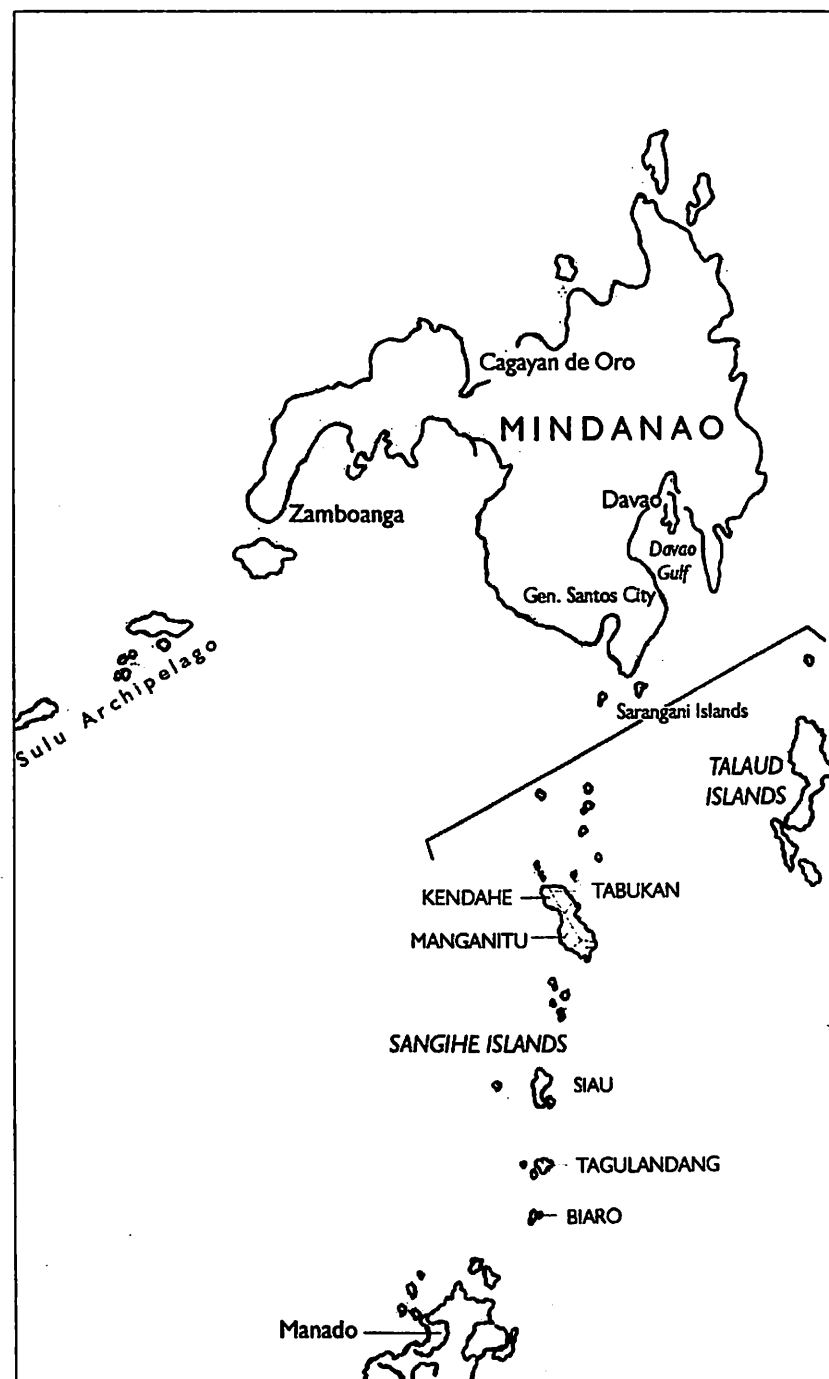 Cagayan de Oro
MINDANAO
Davao
Zamboanga
Davao
Gulf
Gen. Santos City
Sulu Archipelago
Sarangani Islands
TALAUD
ISLANDS
KENDAHE
TABUKAN
MANGANITU
SANGIHE ISLANDS
SIAU
TAGULANDANG
BIARO
Manado